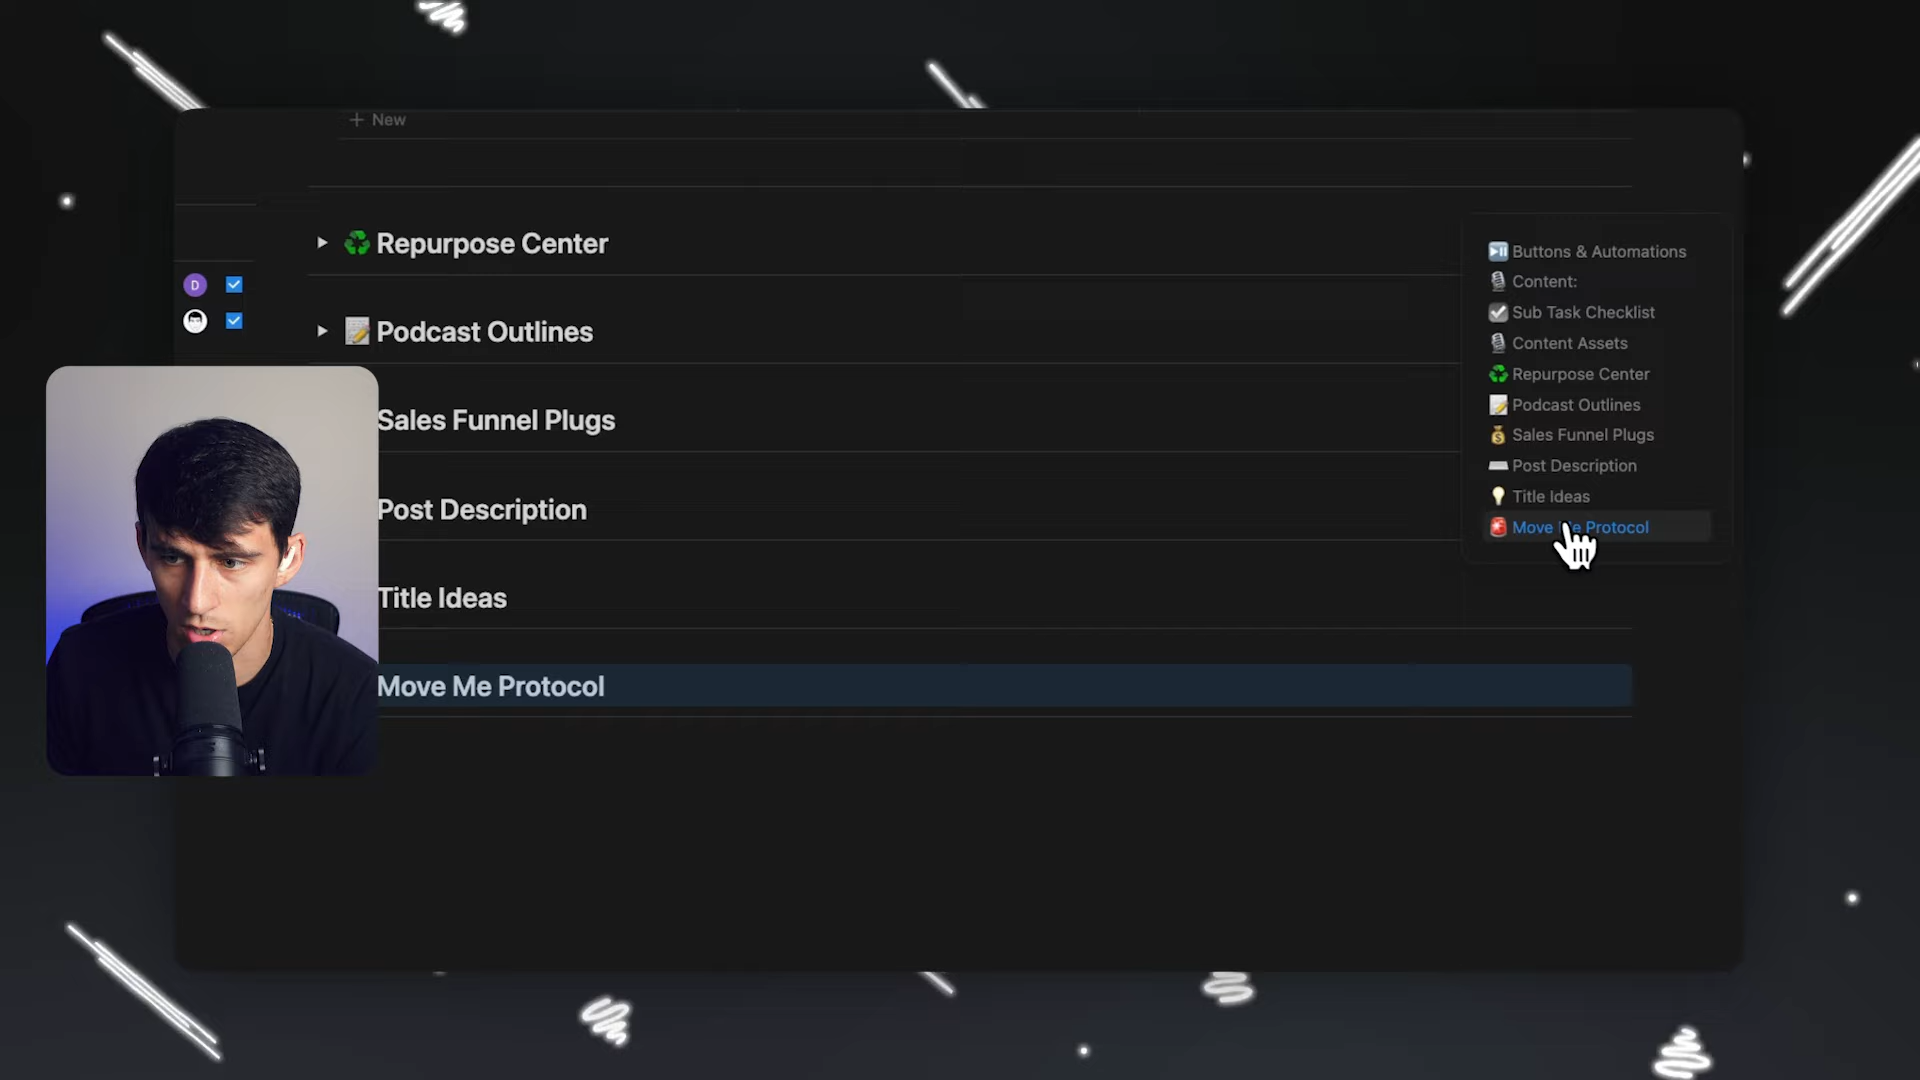 + New
Repurpose Center
Podcast Outlines
Sales Funnel Plugs
Post Description
Title Ideas
Move Me Protocol
D
Buttons & Automations
Content:
Sub Task Checklist
Content Assets
Repurpose Center
Podcast Outlines
Sales Funnel Plugs
Post Description
Title Ideas
Move Me Protocol